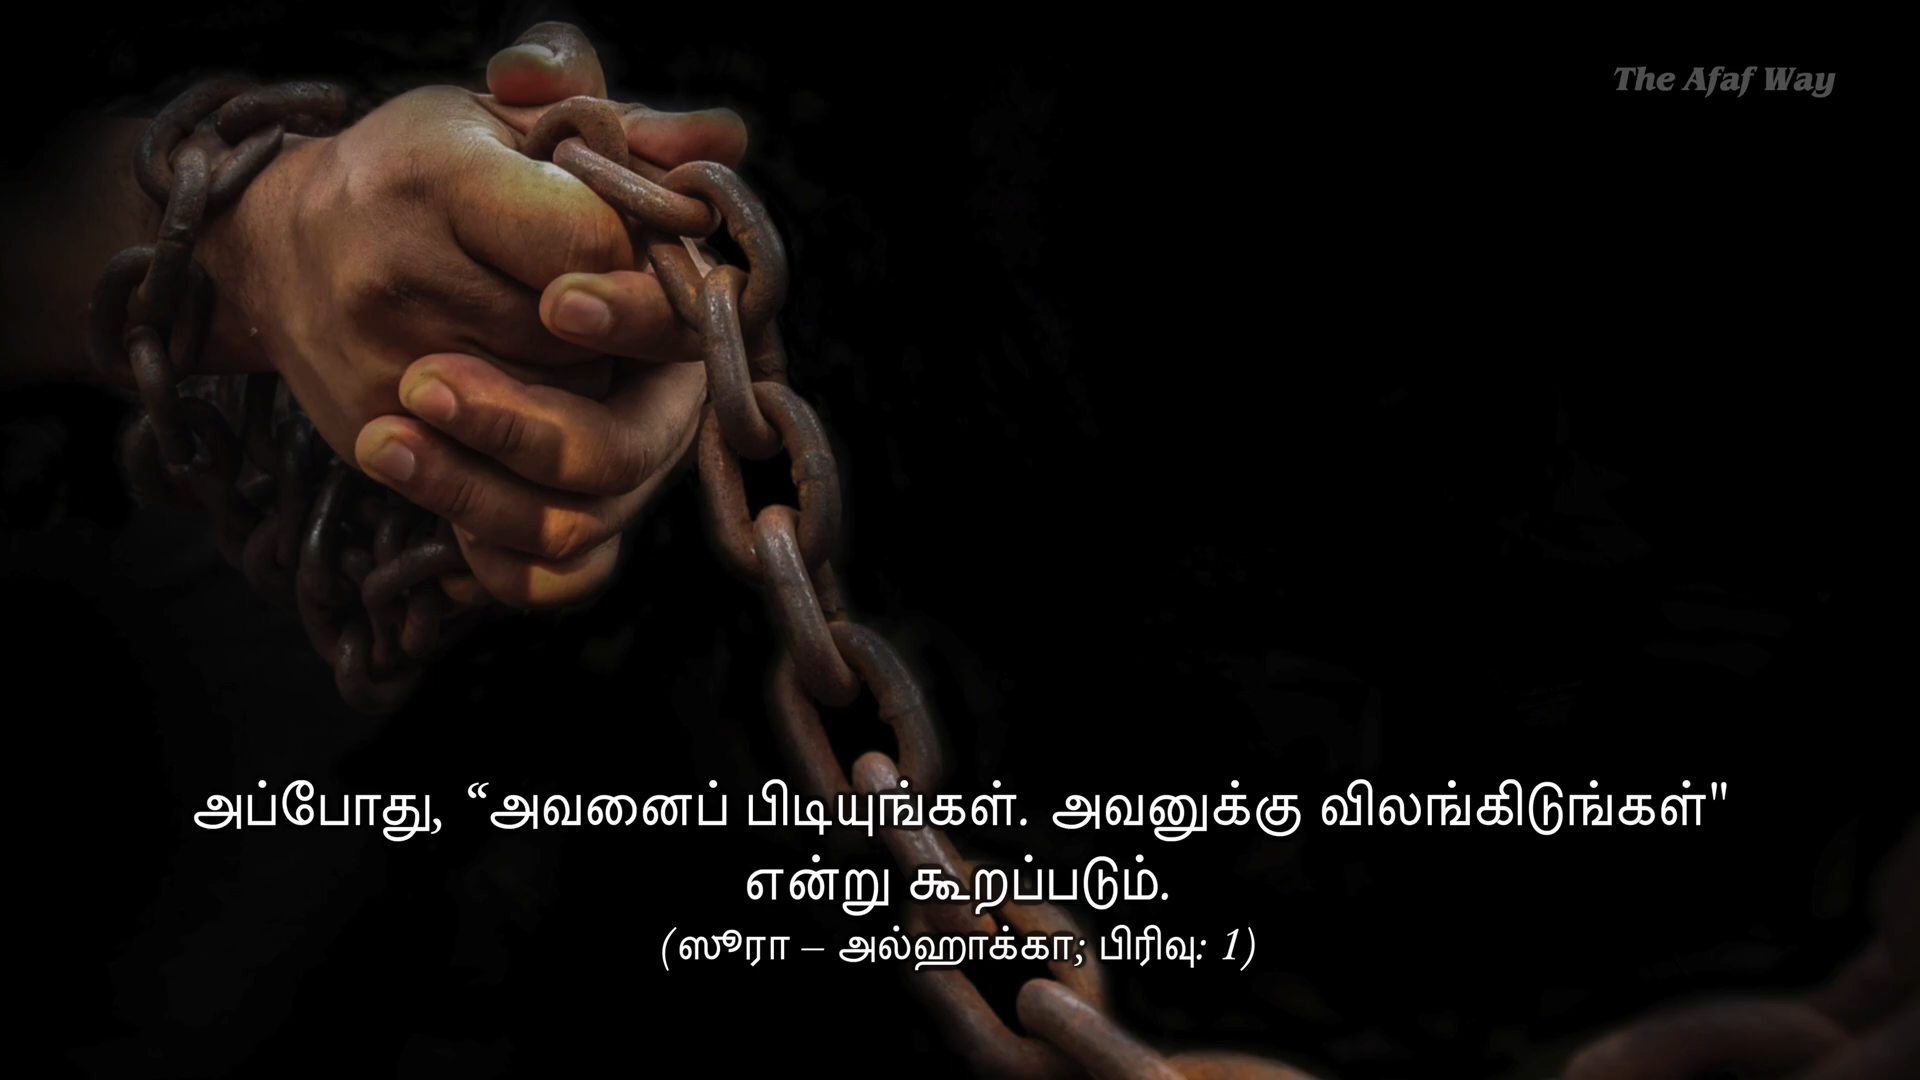 The Afaf Way
அப்போது, “அவனைப் பிடியுங்கள். அவனுக்கு விலங்கிடுங்கள்"
என்று கூறப்படும்.
(ஸூரா – அல்ஹாக்கா; பிரிவு: 1)